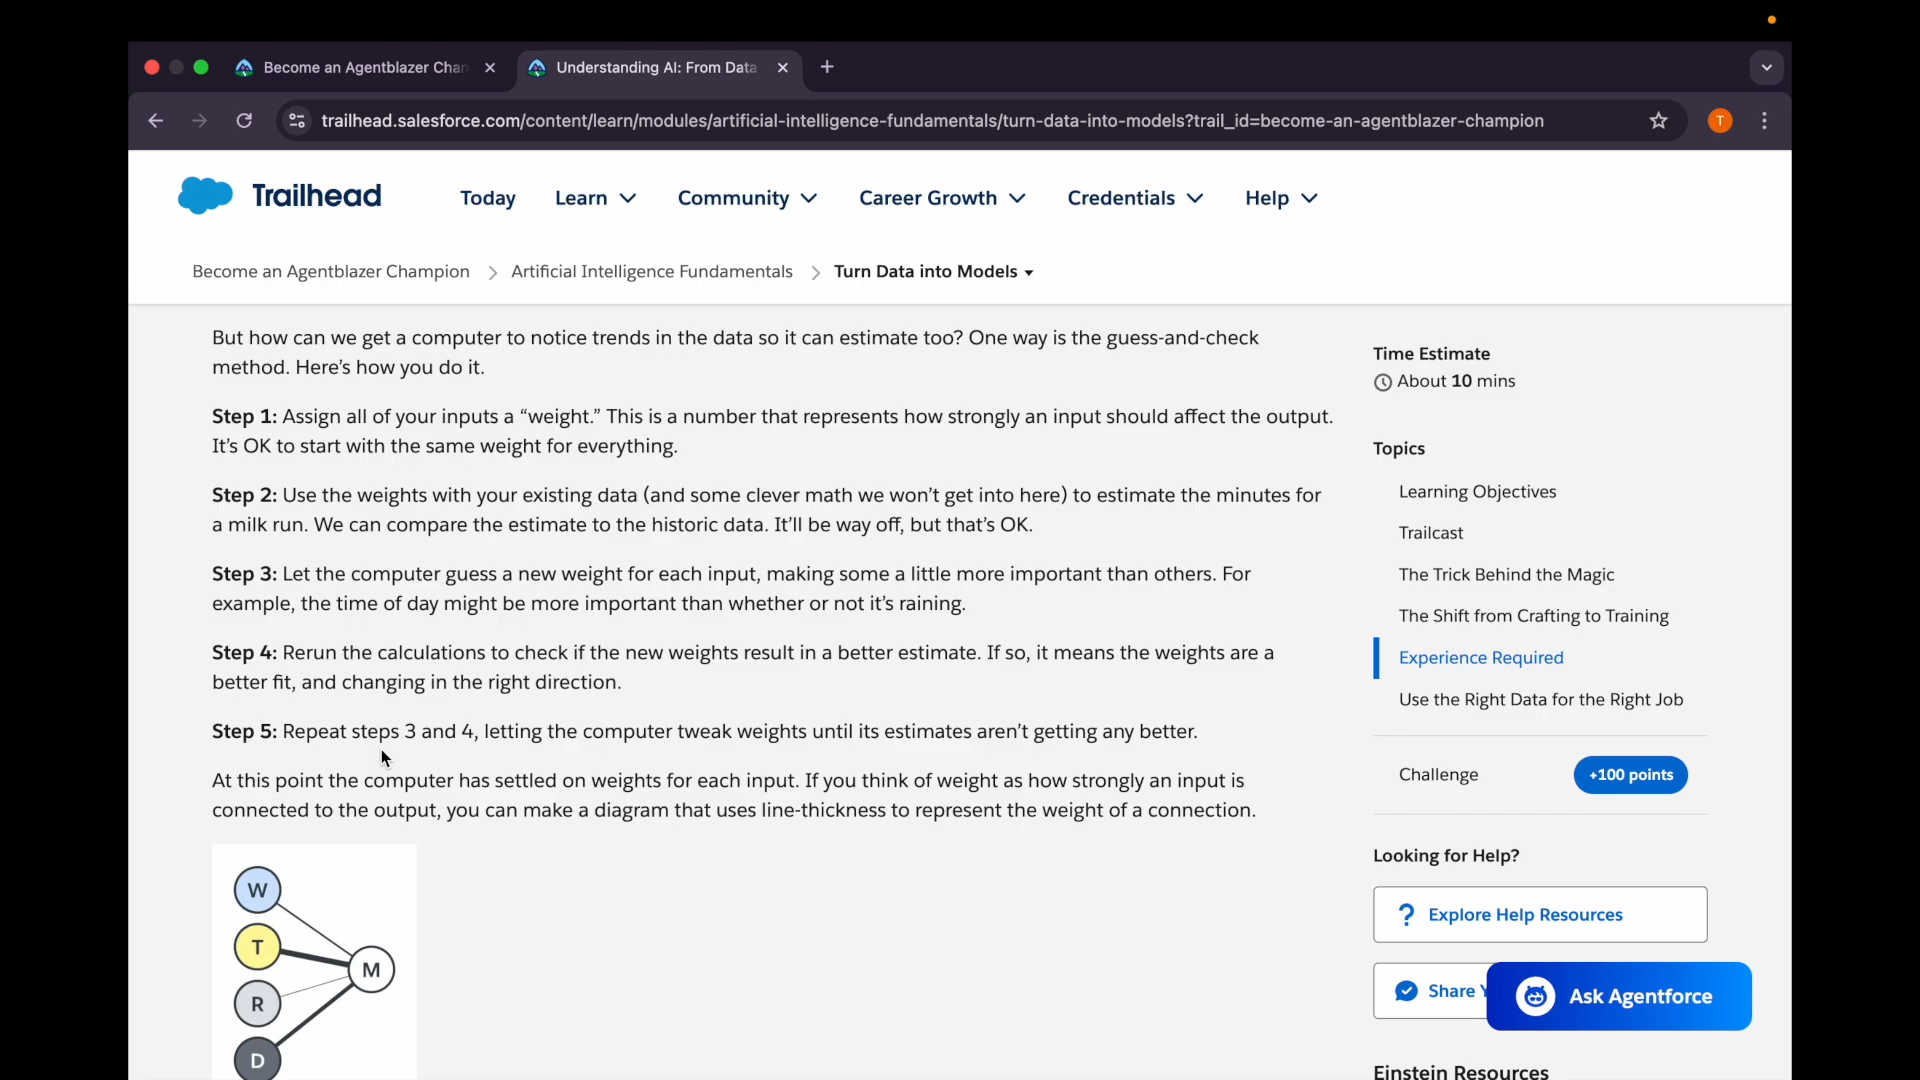 Become an Agentblazer Chan
Understanding AI: From Data
trailhead.salesforce.com/content/learn/modules/artificial-intelligence-fundamentals/turn-data-into-models?trail_id=become-an-agentblazer-champion
T
Trailhead
Today
Learn
Community
Career Growth
Credentials
Help
Become an Agentblazer Champion
Artificial Intelligence Fundamentals
Turn Data into Models
But how can we get a computer to notice trends in the data so it can estimate too? One way is the guess-and-check
method. Here’s how you do it.
Step 1: Assign all of your inputs a “weight.” This is a number that represents how strongly an input should affect the output.
It’s OK to start with the same weight for everything.
Step 2: Use the weights with your existing data (and some clever math we won’t get into here) to estimate the minutes for
a milk run. We can compare the estimate to the historic data. It’ll be way off, but that’s OK.
Step 3: Let the computer guess a new weight for each input, making some a little more important than others. For
example, the time of day might be more important than whether or not it’s raining.
Step 4: Rerun the calculations to check if the new weights result in a better estimate. If so, it means the weights are a
better fit, and changing in the right direction.
Step 5: Repeat steps 3 and 4, letting the computer tweak weights until its estimates aren’t getting any better.
At this point the computer has settled on weights for each input. If you think of weight as how strongly an input is
connected to the output, you can make a diagram that uses line-thickness to represent the weight of a connection.
W
T
M
R
D
Time Estimate
About 10 mins
Topics
Learning Objectives
Trailcast
The Trick Behind the Magic
The Shift from Crafting to Training
Experience Required
Use the Right Data for the Right Job
Challenge
+100 points
Looking for Help?
? Explore Help Resources
Share Y
Ask Agentforce
Einstein Resources